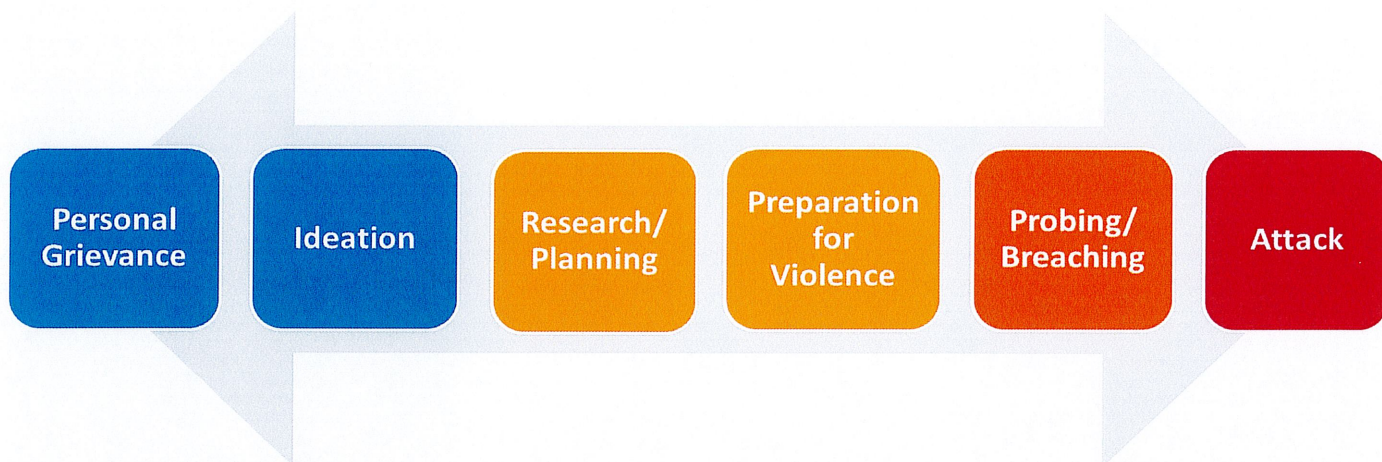 Personal
Grievance
Ideation
Research/
Planning
Preparation
for
Violence
Probing/
Breaching
Attack